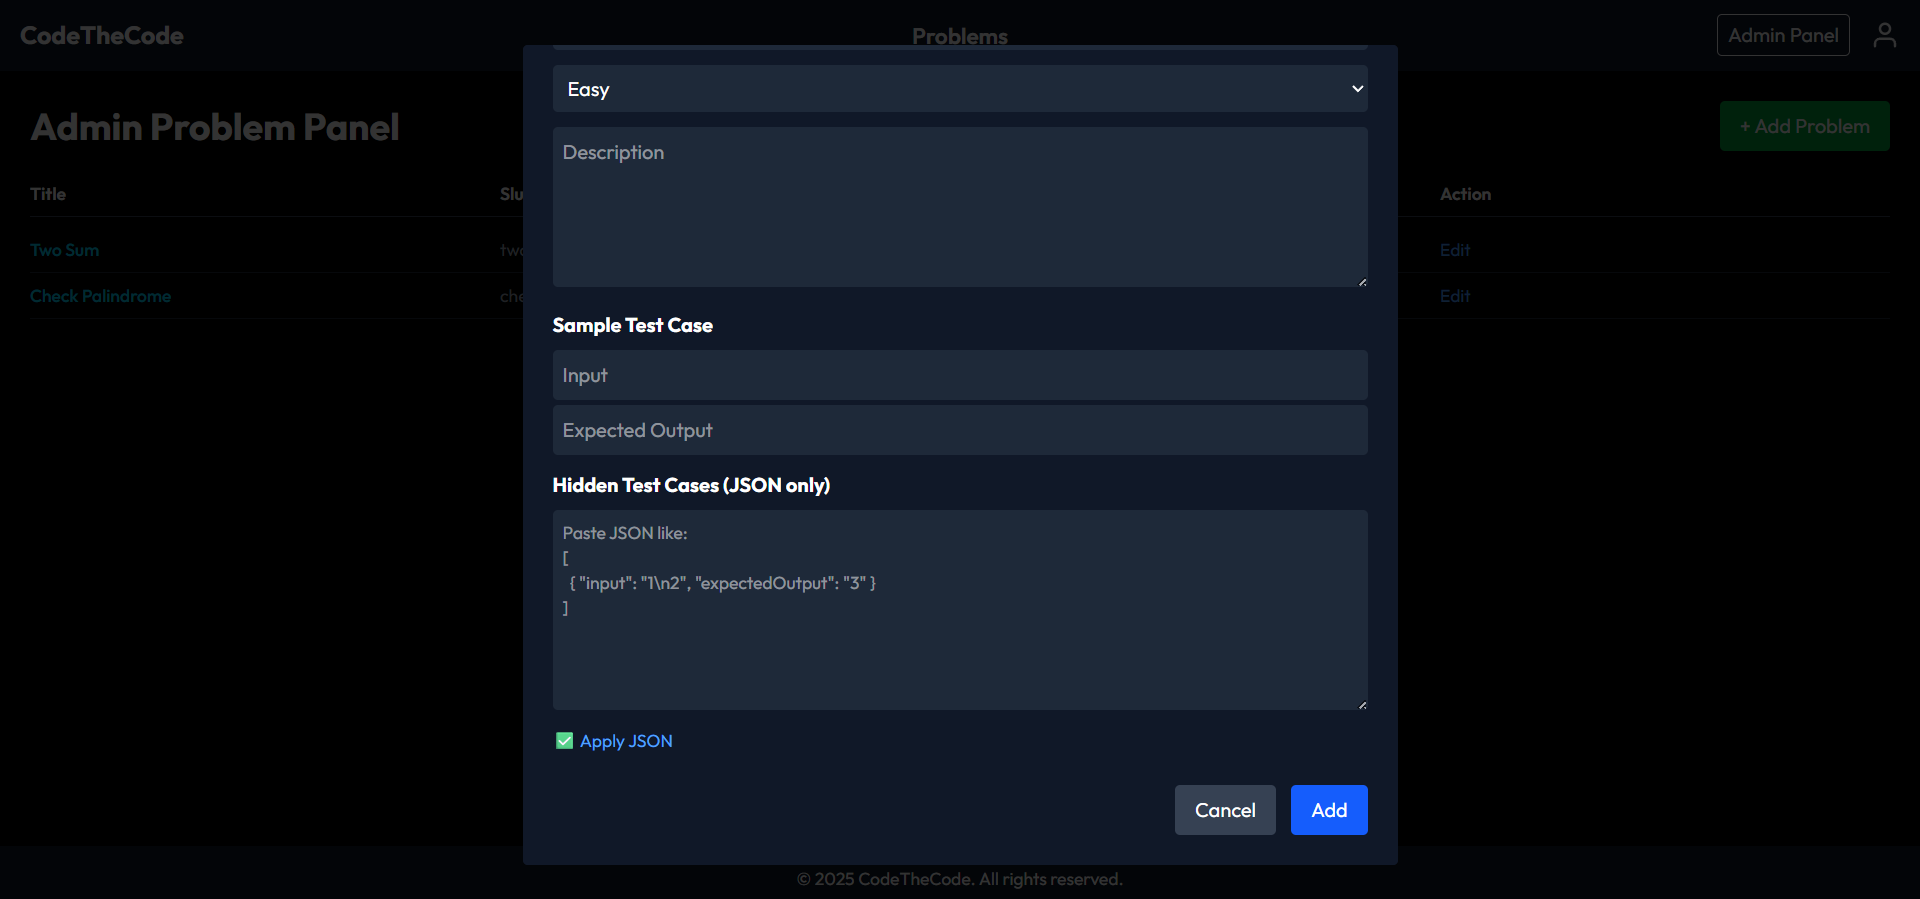 CodeTheCode
Problems
Admin Panel
Admin Problem Panel
+ Add Problem
Title
Slu
Action
Two Sum
two
Edit
Check Palindrome
che
Edit
Easy
Description
Sample Test Case
Input
Expected Output
Hidden Test Cases (JSON only)
Paste JSON like:
[
{ "input": "1\n2", "expectedOutput": "3" }
]
✅ Apply JSON
Cancel
Add
© 2025 CodeTheCode. All rights reserved.